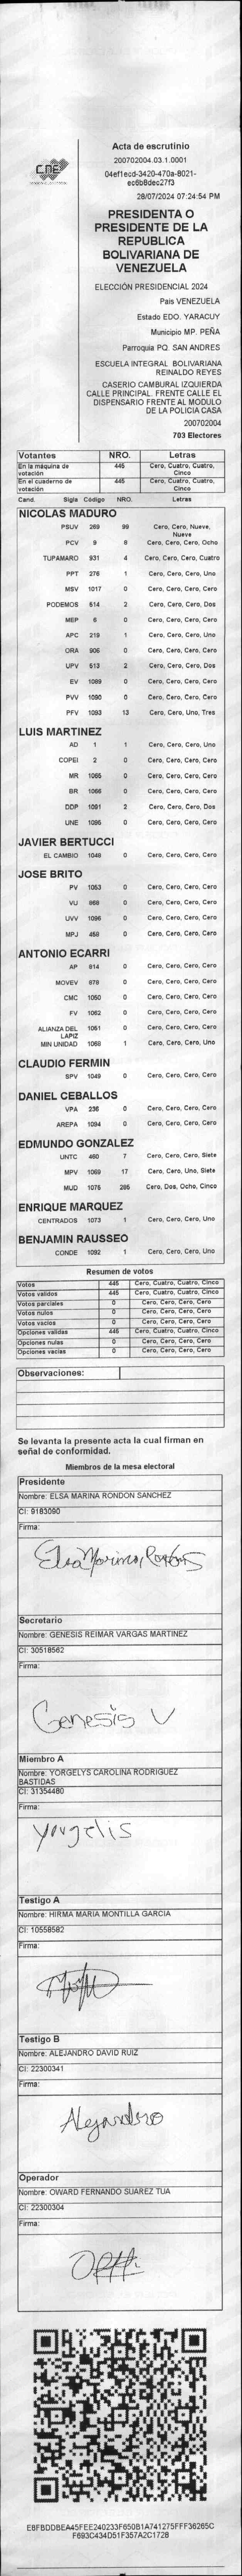 CNE
Acta de escrutinio
200702004.03.1.0001
04ef1ecd-3420-470a-8021-
ec6b8dec27f3
28/07/2024 07:24:54 PM
PRESIDENTA O
PRESIDENTE DE LA
REPUBLICA
BOLIVARIANA DE
VENEZUELA
ELECCIÓN PRESIDENCIAL 2024
Pais VENEZUELA
Estado EDO. YARACUY
Municipio MP. PEÑA
Parroquia PQ. SAN ANDRES
ESCUELA INTEGRAL BOLIVARIANA
REINALDO REYES
CASERIO CAMBURAL IZQUIERDA
CALLE PRINCIPAL. FRENTE CALLE EL
DISPENSARIO FRENTE AL MODULO
DE LA POLICIA CASA
200702004
703 Electores
Votantes NRO. Letras
En la máquina de votación 445 Cero, Cuatro, Cuatro, Cinco
En el cuaderno de votación 445 Cero, Cuatro, Cuatro, Cinco
Cand. Sigla Código NRO. Letras
NICOLAS MADURO
PSUV 269 99 Cero, Cero, Nueve, Nueve
PCV 9 8 Cero, Cero, Cero, Ocho
TUPAMARO 931 4 Cero, Cero, Cero, Cuatro
PPT 276 1 Cero, Cero, Cero, Uno
MSV 1017 0 Cero, Cero, Cero, Cero
PODEMOS 514 2 Cero, Cero, Cero, Dos
MEP 6 0 Cero, Cero, Cero, Cero
APC 219 1 Cero, Cero, Cero, Uno
ORA 906 0 Cero, Cero, Cero, Cero
UPV 513 2 Cero, Cero, Cero, Dos
EV 1089 0 Cero, Cero, Cero, Cero
PVV 1090 0 Cero, Cero, Cero, Cero
PFV 1093 13 Cero, Cero, Uno, Tres
LUIS MARTINEZ
AD 1 1 Cero, Cero, Cero, Uno
COPEI 2 0 Cero, Cero, Cero, Cero
MR 1065 0 Cero, Cero, Cero, Cero
BR 1066 0 Cero, Cero, Cero, Cero
DDP 1091 2 Cero, Cero, Cero, Dos
UNE 1095 0 Cero, Cero, Cero, Cero
JAVIER BERTUCCI
EL CAMBIO 1048 0 Cero, Cero, Cero, Cero
JOSE BRITO
PV 1053 0 Cero, Cero, Cero, Cero
VU 868 0 Cero, Cero, Cero, Cero
UVV 1096 0 Cero, Cero, Cero, Cero
MPJ 458 0 Cero, Cero, Cero, Cero
ANTONIO ECARRI
AP 814 0 Cero, Cero, Cero, Cero
MOVEV 878 0 Cero, Cero, Cero, Cero
CMC 1050 0 Cero, Cero, Cero, Cero
FV 1062 0 Cero, Cero, Cero, Cero
ALIANZA DEL LAPIZ 1051 0 Cero, Cero, Cero, Cero
MIN UNIDAD 1068 1 Cero, Cero, Cero, Uno
CLAUDIO FERMIN
SPV 1049 0 Cero, Cero, Cero, Cero
DANIEL CEBALLOS
VPA 236 0 Cero, Cero, Cero, Cero
AREPA 1094 0 Cero, Cero, Cero, Cero
EDMUNDO GONZALEZ
UNTC 460 7 Cero, Cero, Cero, Siete
MPV 1069 17 Cero, Cero, Uno, Siete
MUD 1075 285 Cero, Dos, Ocho, Cinco
ENRIQUE MARQUEZ
CENTRADOS 1073 1 Cero, Cero, Cero, Uno
BENJAMIN RAUSSEO
CONDE 1092 1 Cero, Cero, Cero, Uno
Resumen de votos
Votos 445 Cero, Cuatro, Cuatro, Cinco
Votos validos 445 Cero, Cuatro, Cuatro, Cinco
Votos parciales 0 Cero, Cero, Cero, Cero
Votos nulos 0 Cero, Cero, Cero, Cero
Votos vacios 0 Cero, Cero, Cero, Cero
Opciones validas 445 Cero, Cuatro, Cuatro, Cinco
Opciones nulas 0 Cero, Cero, Cero, Cero
Opciones vacias 0 Cero, Cero, Cero, Cero
Observaciones:
Se levanta la presente acta la cual firman en
señal de conformidad.
Miembros de la mesa electoral
Presidente
Nombre: ELSA MARINA RONDON SANCHEZ
CI: 9183090
Firma:
Elsa Marina Rondon S
Secretario
Nombre: GENESIS REIMAR VARGAS MARTINEZ
CI: 30518562
Firma:
Genesis V
Miembro A
Nombre: YORGELYS CAROLINA RODRIGUEZ
BASTIDAS
CI: 31354480
Firma:
Yorgelis
Testigo A
Nombre: HIRMA MARIA MONTILLA GARCIA
CI: 10558582
Firma:
Testigo B
Nombre: ALEJANDRO DAVID RUIZ
CI: 22300341
Firma:
Alejandro
Operador
Nombre: OWARD FERNANDO SUAREZ TUA
CI: 22300304
Firma:
E8FBDDBEA45FEE240233F650B1A741275FFF36265C
F693C434D51F357A2C1728